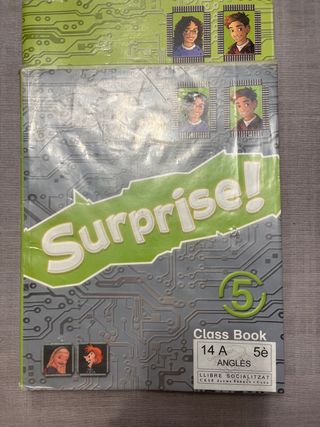 Surprise!
5
Class Book
14 A 5è
ANGLÈS
LLIBRE SOCIALITZAT